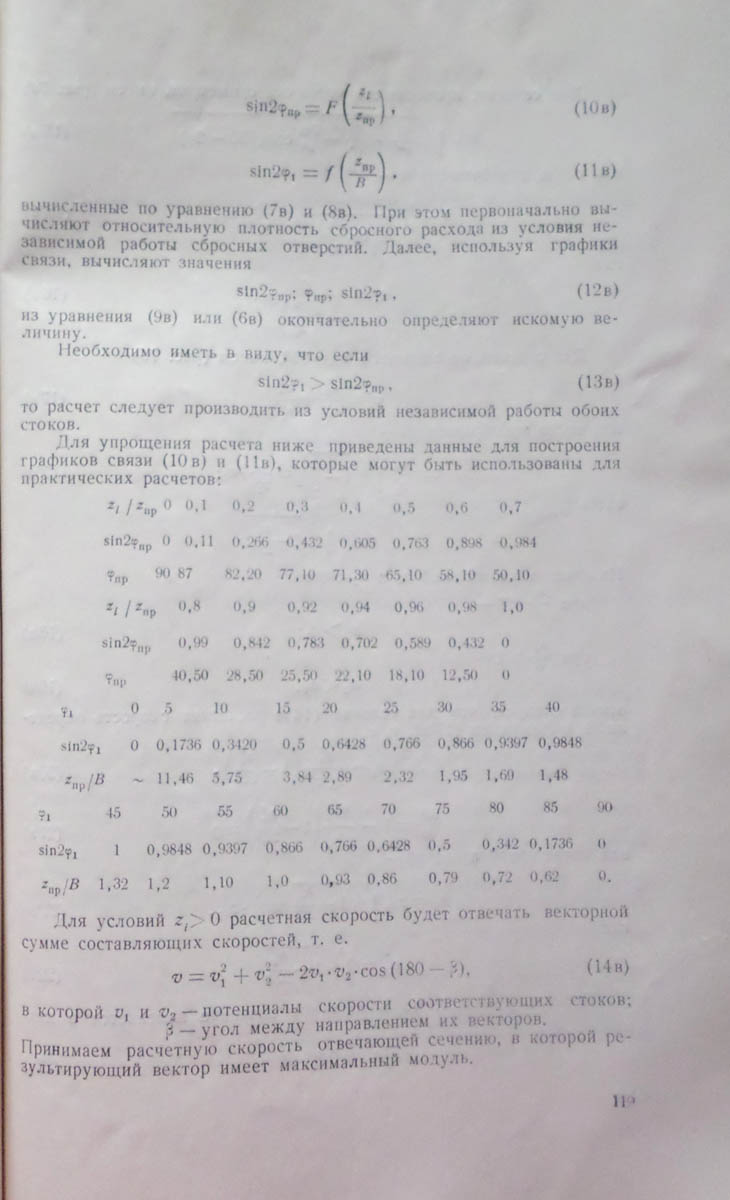 sin2φпр = F (zi / zпр), (10в)
sin2φ1 = f (zпр / B). (11в)
вычисленные по уравнению (7в) и (8в). При этом первоначально вы-
числяют относительную плотность сбросного расхода из условия не-
зависимой работы сбросных отверстий. Далее, используя графики
связи, вычисляют значения
sin2φпр; φпр; sin2φ1, (12в)
из уравнения (9в) или (6в) окончательно определяют искомую ве-
личину.
Необходимо иметь в виду, что если
sin2φ1 > sin2φпр, (13в)
то расчет следует производить из условий независимой работы обоих
стоков.
Для упрощения расчета ниже приведены данные для построения
графиков связи (10в) и (11в), которые могут быть использованы для
практических расчетов:
zi / zпр 0 0,1 0,2 0,3 0,4 0,5 0,6 0,7
sin2φпр 0 0,11 0,266 0,432 0,605 0,763 0,898 0,984
φпр 90 87 82,20 77,10 71,30 65,10 58,10 50,10
zi / zпр 0,8 0,9 0,92 0,94 0,96 0,98 1,0
sin2φпр 0,99 0,842 0,783 0,702 0,589 0,432 0
φпр 40,50 28,50 25,50 22,10 18,10 12,50 0
φ1 0 5 10 15 20 25 30 35 40
sin2φ1 0 0,1736 0,3420 0,5 0,6428 0,766 0,866 0,9397 0,9848
zпр/B ~ 11,46 5,75 3,84 2,89 2,32 1,95 1,69 1,48
φ1 45 50 55 60 65 70 75 80 85 90
sin2φ1 1 0,9848 0,9397 0,866 0,766 0,6428 0,5 0,342 0,1736 0
zпр/B 1,32 1,2 1,10 1,0 0,93 0,86 0,79 0,72 0,62 0.
Для условий zi > 0 расчетная скорость будет отвечать векторной
сумме составляющих скоростей, т. е.
v = v₁² + v₂² − 2v₁·v₂·cos (180 − β), (14в)
в которой v₁ и v₂ — потенциалы скорости соответствующих стоков;
β — угол между направлением их векторов.
Принимаем расчетную скорость отвечающей сечению, в которой ре-
зультирующий вектор имеет максимальный модуль.